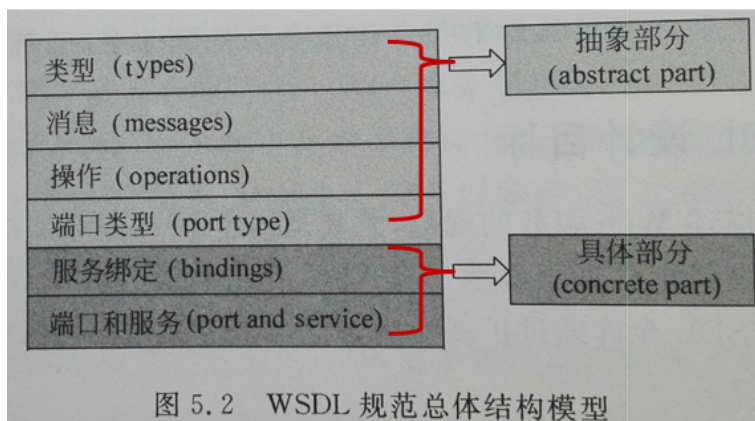 类型 (types)
消息 (messages)
操作 (operations)
端口类型 (port type)
服务绑定 (bindings)
端口和服务(port and service)
抽象部分
(abstract part)
具体部分
(concrete part)
图 5.2 WSDL 规范总体结构模型